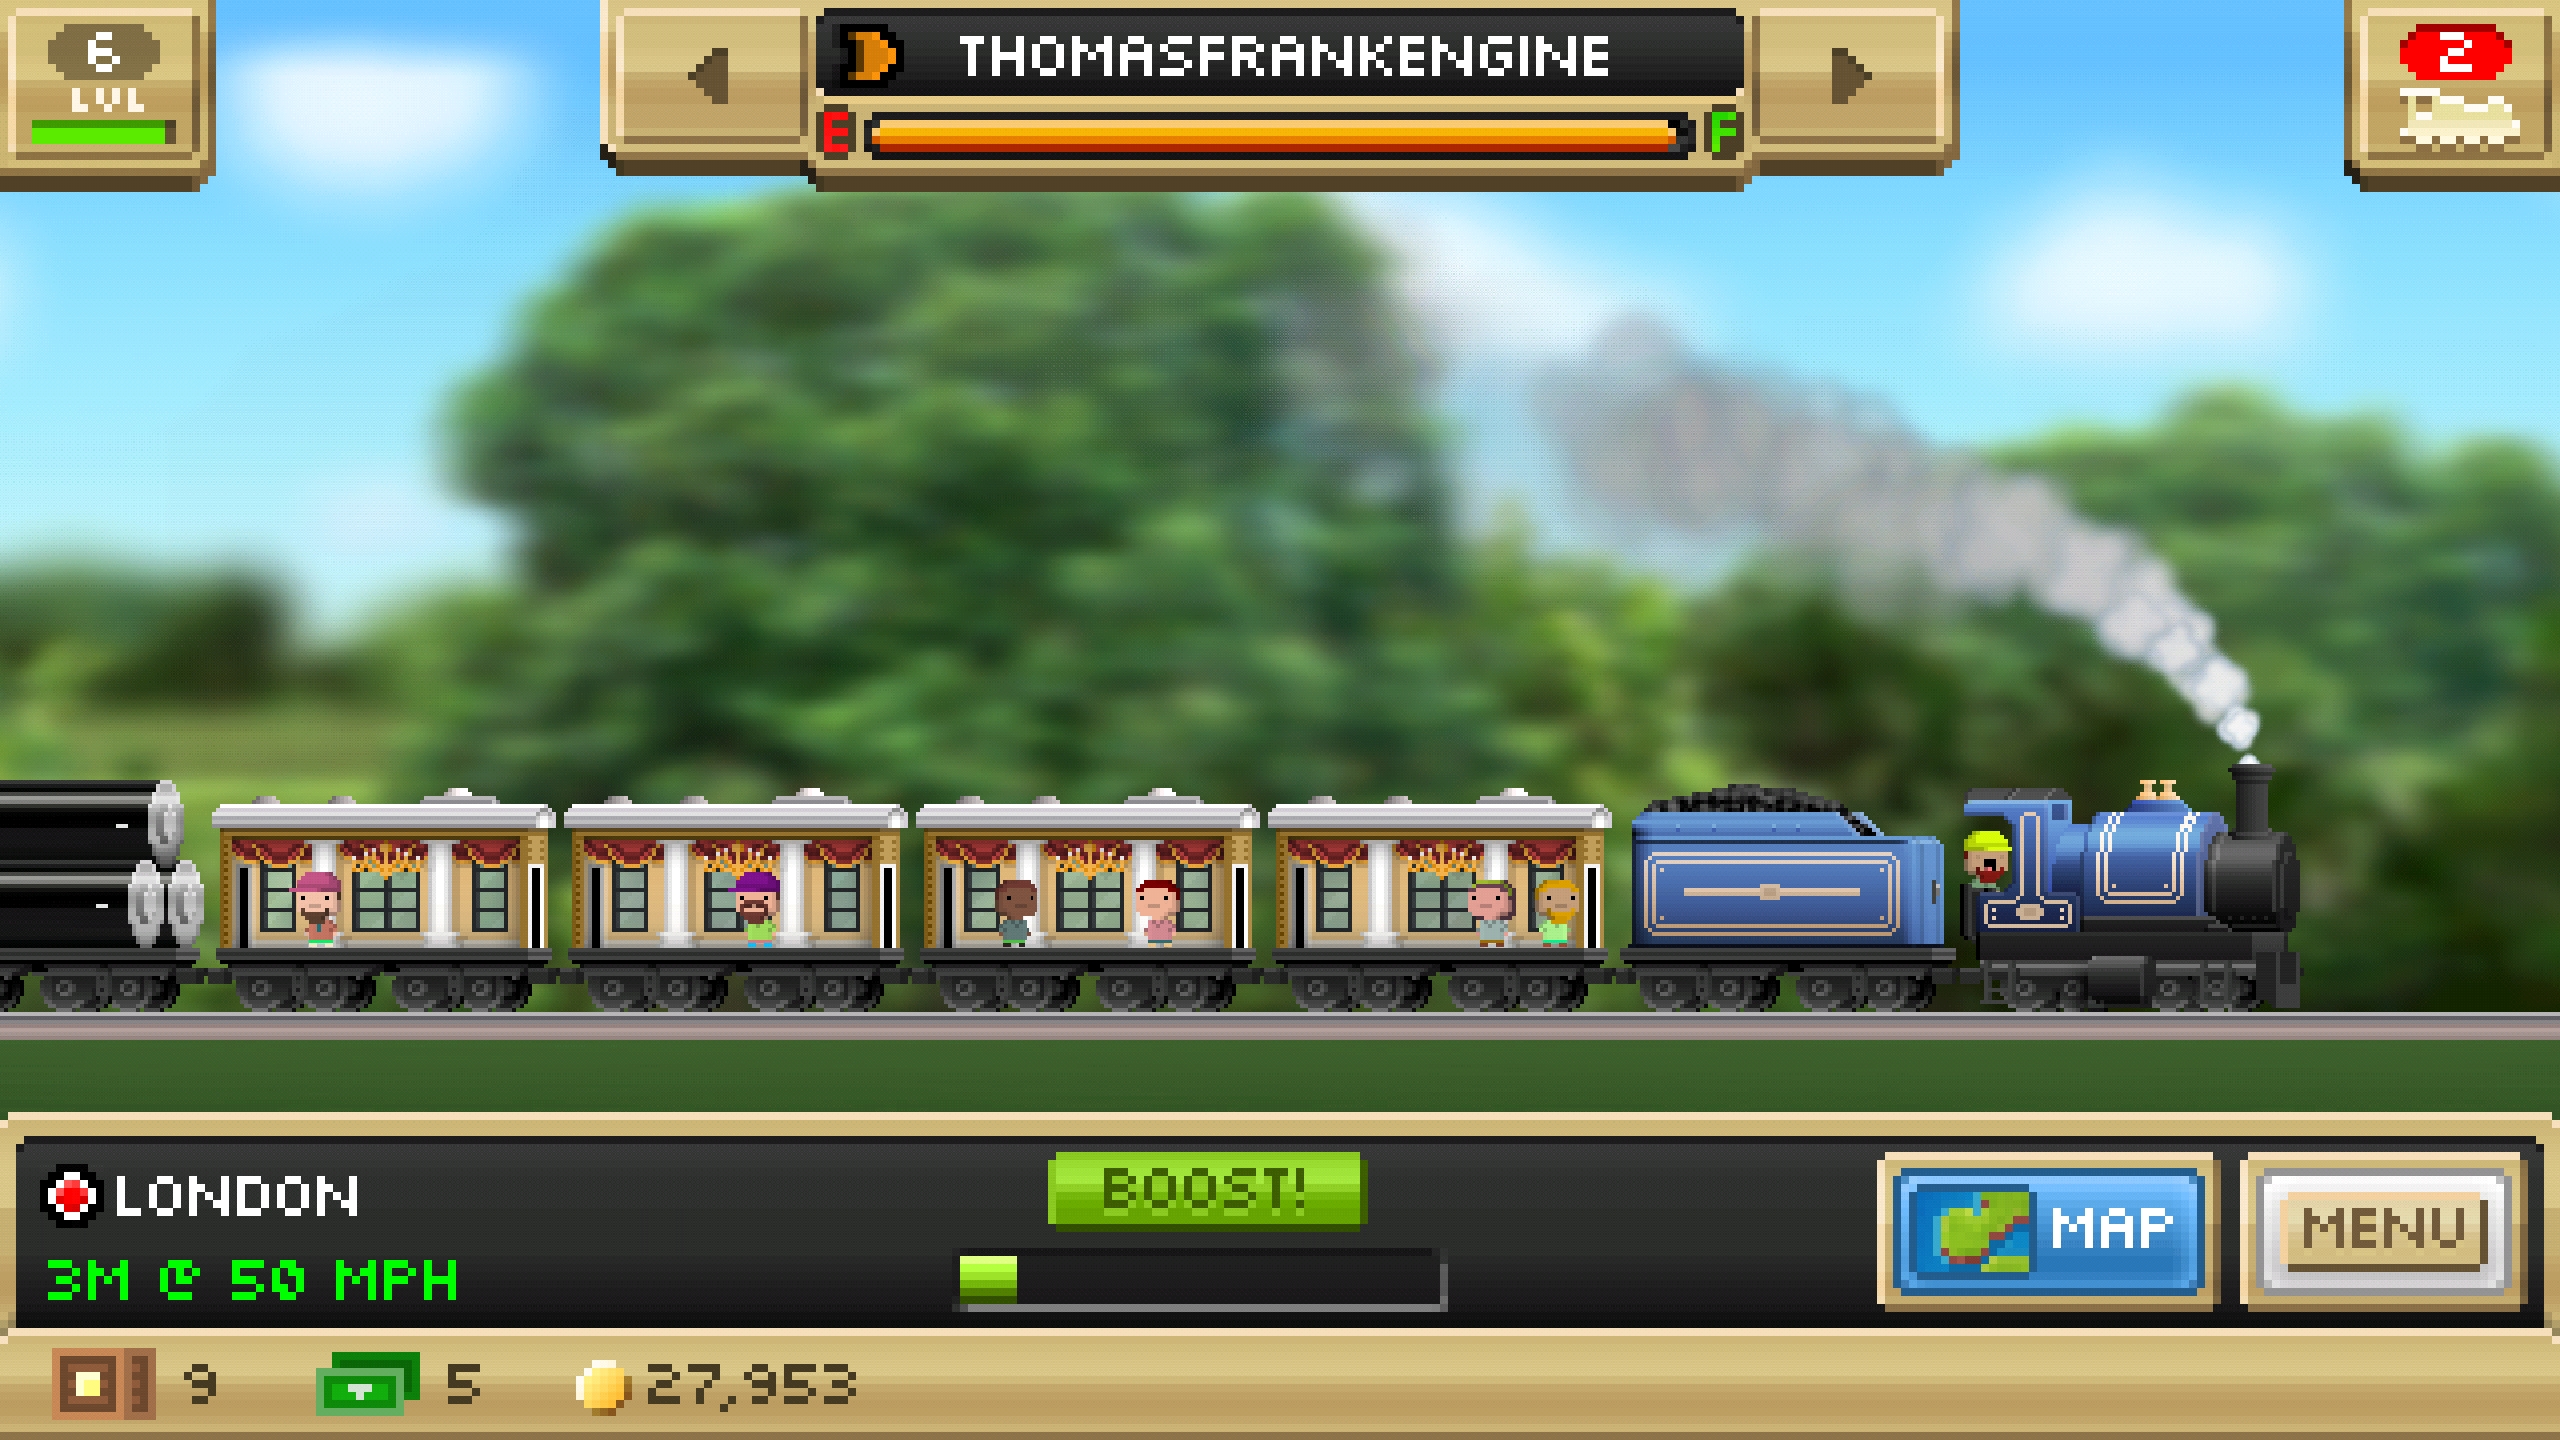 6
LVL
THOMASFRANKENGINE
E F
2
LONDON
3M @ 50 MPH
BOOST!
MAP
MENU
9 5 27,953